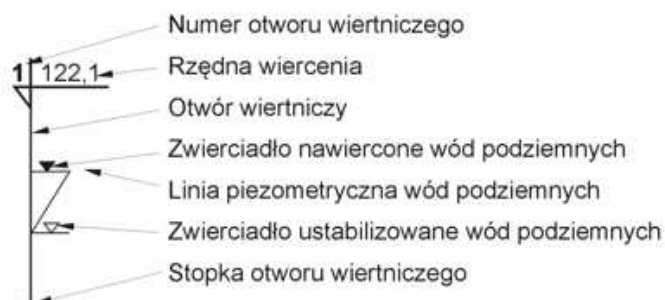 Numer otworu wiertniczego
1 122,1
Rzędna wiercenia
Otwór wiertniczy
Zwierciadło nawiercone wód podziemnych
Linia piezometryczna wód podziemnych
Zwierciadło ustabilizowane wód podziemnych
Stopka otworu wiertniczego